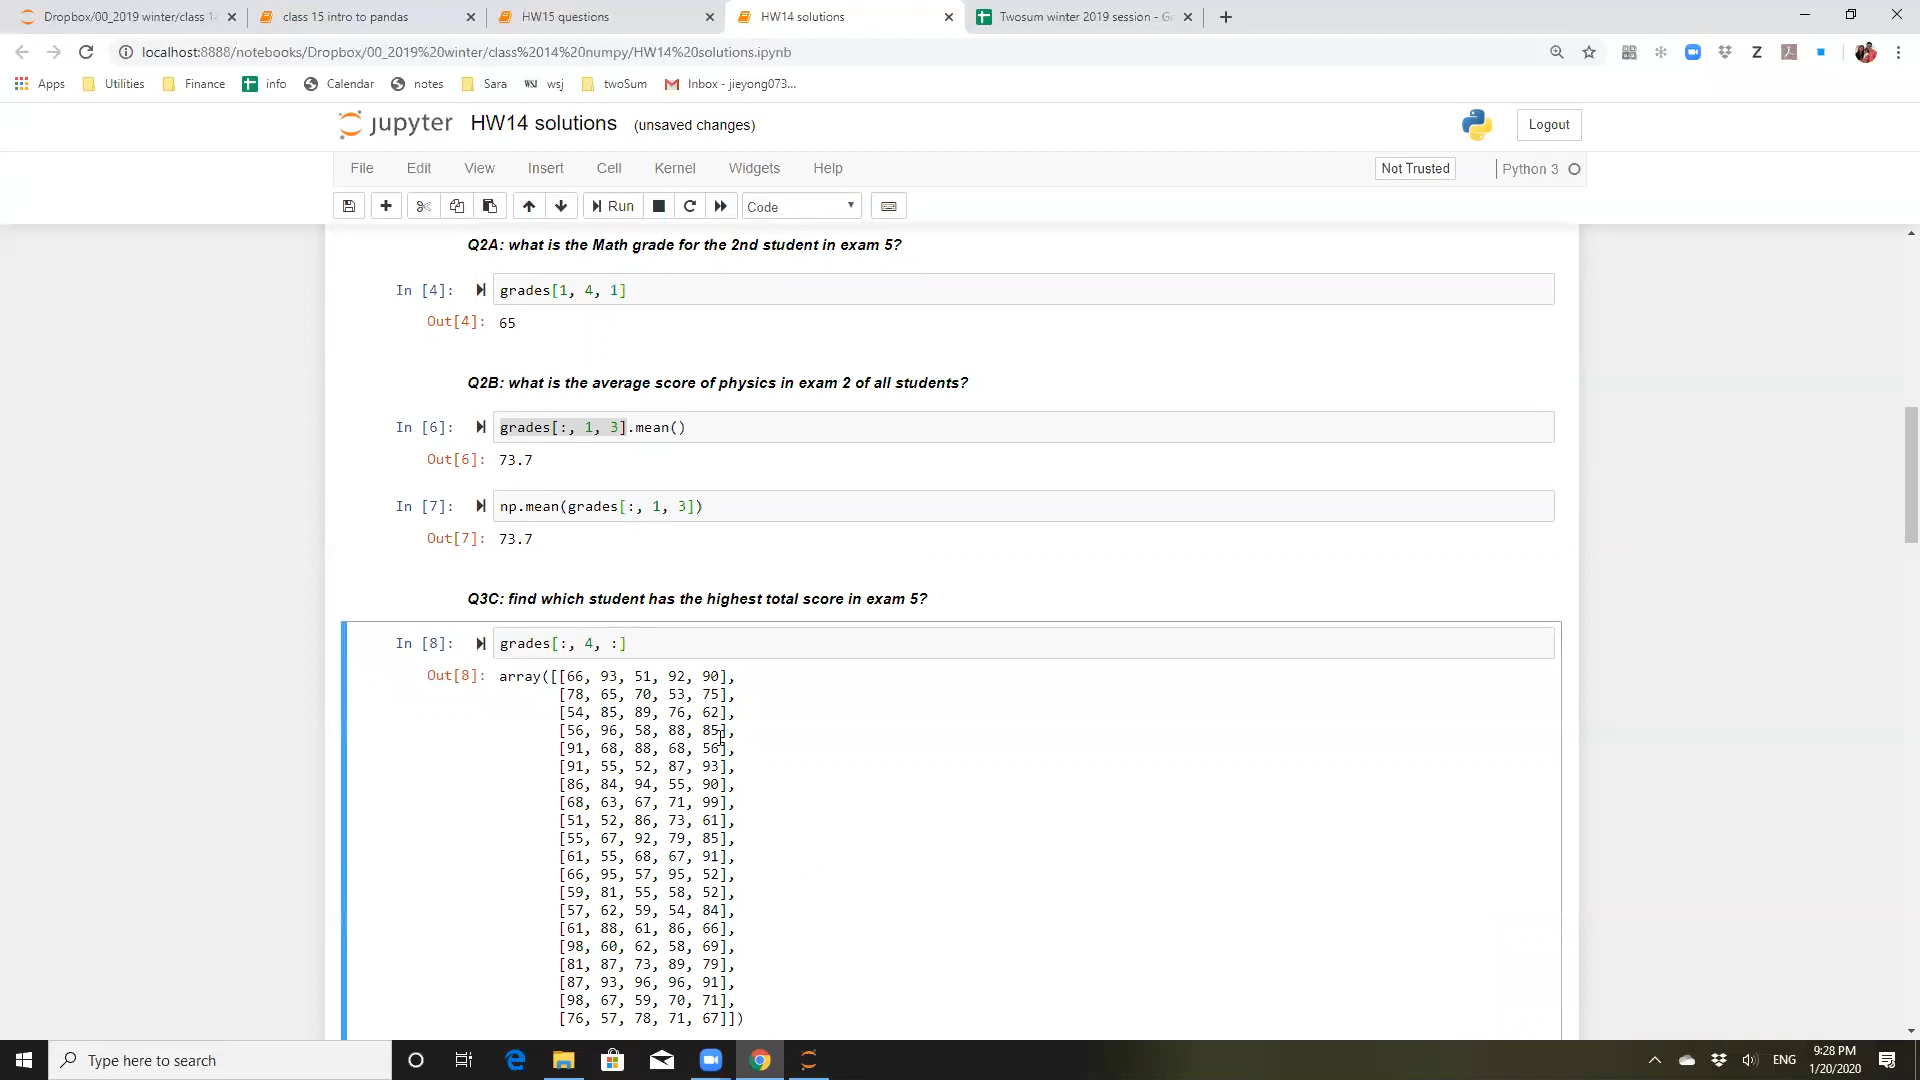 Dropbox/00_2019 winter/class 1-
class 15 intro to pandas
HW15 questions
HW14 solutions
Twosum winter 2019 session - Go
localhost:8888/notebooks/Dropbox/00_2019%20winter/class%2014%20numpy/HW14%20solutions.ipynb
Apps Utilities Finance info Calendar notes Sara WSJ wsj twoSum Inbox - jieyong073...
jupyter HW14 solutions (unsaved changes)
Logout
File Edit View Insert Cell Kernel Widgets Help
Not Trusted
Python 3
Run
Code
Q2A: what is the Math grade for the 2nd student in exam 5?
In [4]: grades[1, 4, 1]
Out[4]: 65
Q2B: what is the average score of physics in exam 2 of all students?
In [6]: grades[:, 1, 3].mean()
Out[6]: 73.7
In [7]: np.mean(grades[:, 1, 3])
Out[7]: 73.7
Q3C: find which student has the highest total score in exam 5?
In [8]: grades[:, 4, :]
Out[8]: array([[66, 93, 51, 92, 90],
[78, 65, 70, 53, 75],
[54, 85, 89, 76, 62],
[56, 96, 58, 88, 85],
[91, 68, 88, 68, 56],
[91, 55, 52, 87, 93],
[86, 84, 94, 55, 90],
[68, 63, 67, 71, 99],
[51, 52, 86, 73, 61],
[55, 67, 92, 79, 85],
[61, 55, 68, 67, 91],
[66, 95, 57, 95, 52],
[59, 81, 55, 58, 52],
[57, 62, 59, 54, 84],
[61, 88, 61, 86, 66],
[98, 60, 62, 58, 69],
[81, 87, 73, 89, 79],
[87, 93, 96, 96, 91],
[98, 67, 59, 70, 71],
[76, 57, 78, 71, 67]])
Type here to search
ENG
9:28 PM
1/20/2020